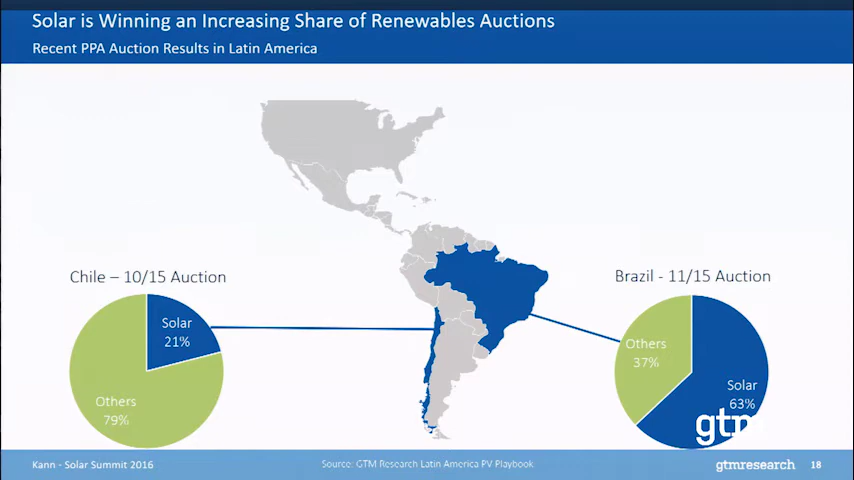 Solar is Winning an Increasing Share of Renewables Auctions
Recent PPA Auction Results in Latin America
Chile – 10/15 Auction
Solar
21%
Others
79%
Brazil - 11/15 Auction
Others
37%
Solar
63%
gtm
Kann - Solar Summit 2016
Source: GTM Research Latin America PV Playbook
gtmresearch
18